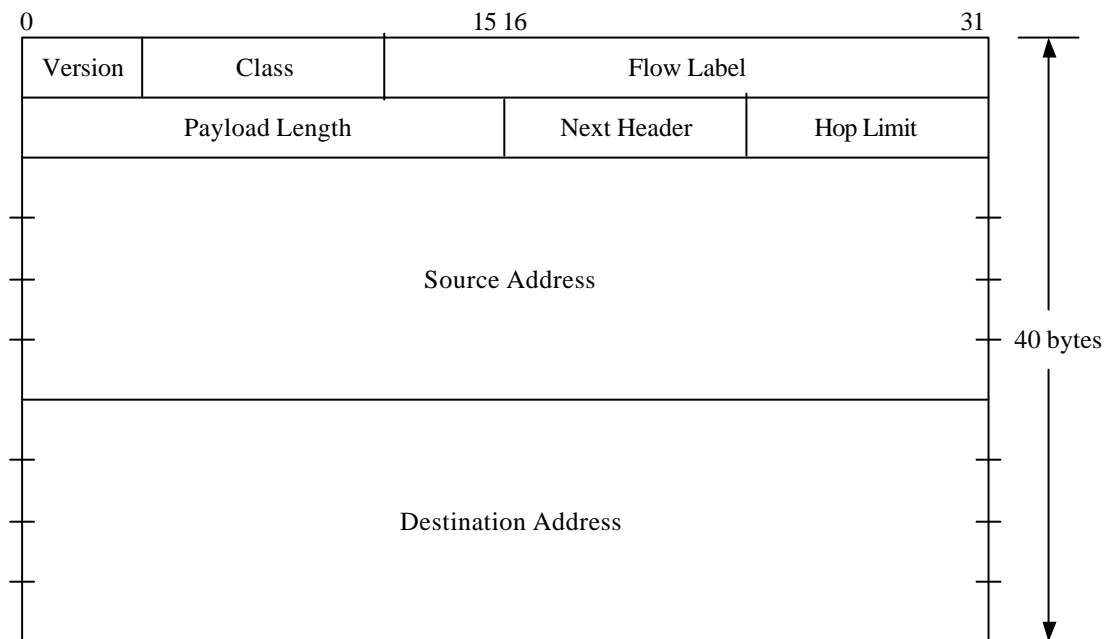 0 15 16 31
Version Class Flow Label
Payload Length Next Header Hop Limit
Source Address
40 bytes
Destination Address